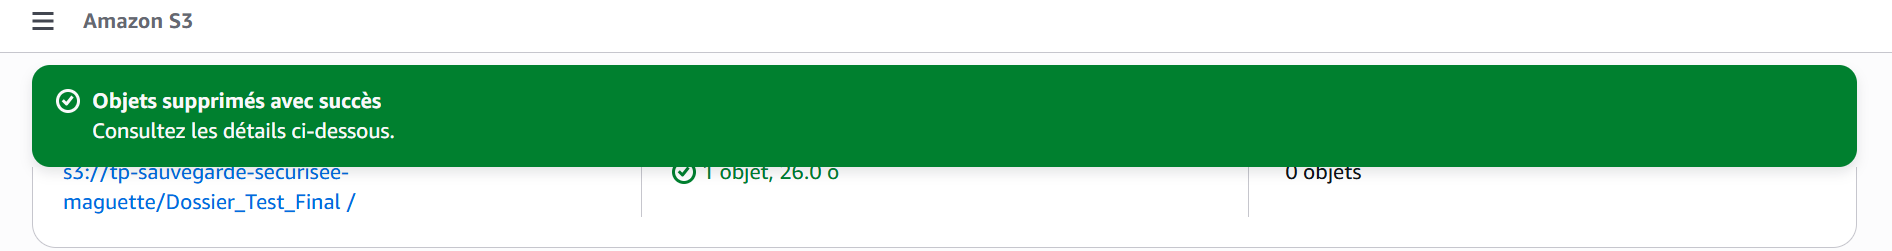 Amazon S3
Objets supprimés avec succès
Consultez les détails ci-dessous.
s3://tp-sauvegarde-securisee-
maguette/Dossier_Test_Final /
1 objet, 26.0 o
0 objets